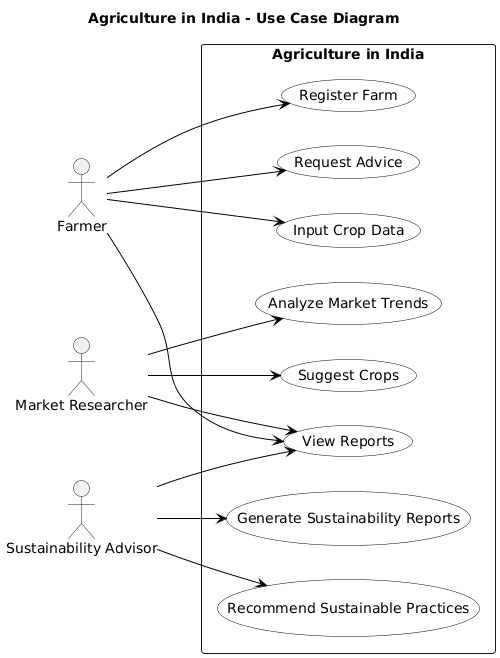 Agriculture in India - Use Case Diagram
Agriculture in India
Register Farm
Request Advice
Farmer
Input Crop Data
Analyze Market Trends
Suggest Crops
Market Researcher
View Reports
Generate Sustainability Reports
Sustainability Advisor
Recommend Sustainable Practices